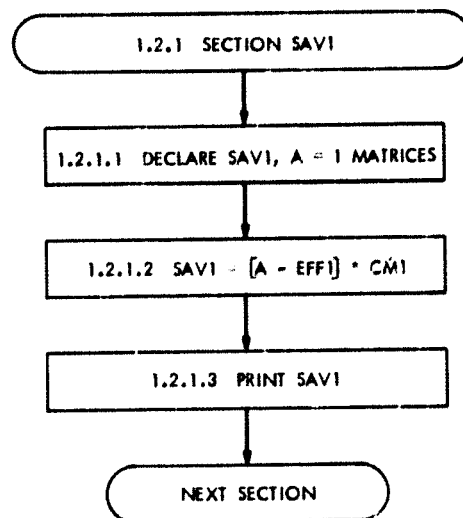 1.2.1 SECTION SAV1
1.2.1.1 DECLARE SAV1, A = 1 MATRICES
1.2.1.2 SAV1 = [A - EFF1] * CM1
1.2.1.3 PRINT SAV1
NEXT SECTION